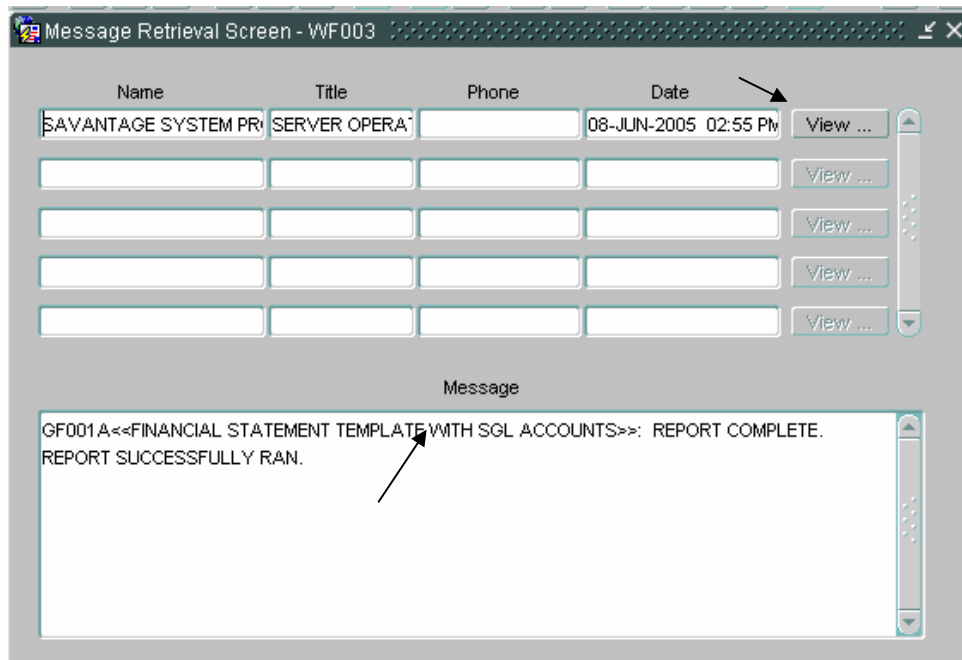 Message Retrieval Screen - WF003
Name Title Phone Date
SAVANTAGE SYSTEM PR SERVER OPERAT 08-JUN-2005 02:55 PM View ...
View ...
View ...
View ...
View ...
Message
GF001A<<FINANCIAL STATEMENT TEMPLATE WITH SGL ACCOUNTS>>: REPORT COMPLETE.
REPORT SUCCESSFULLY RAN.